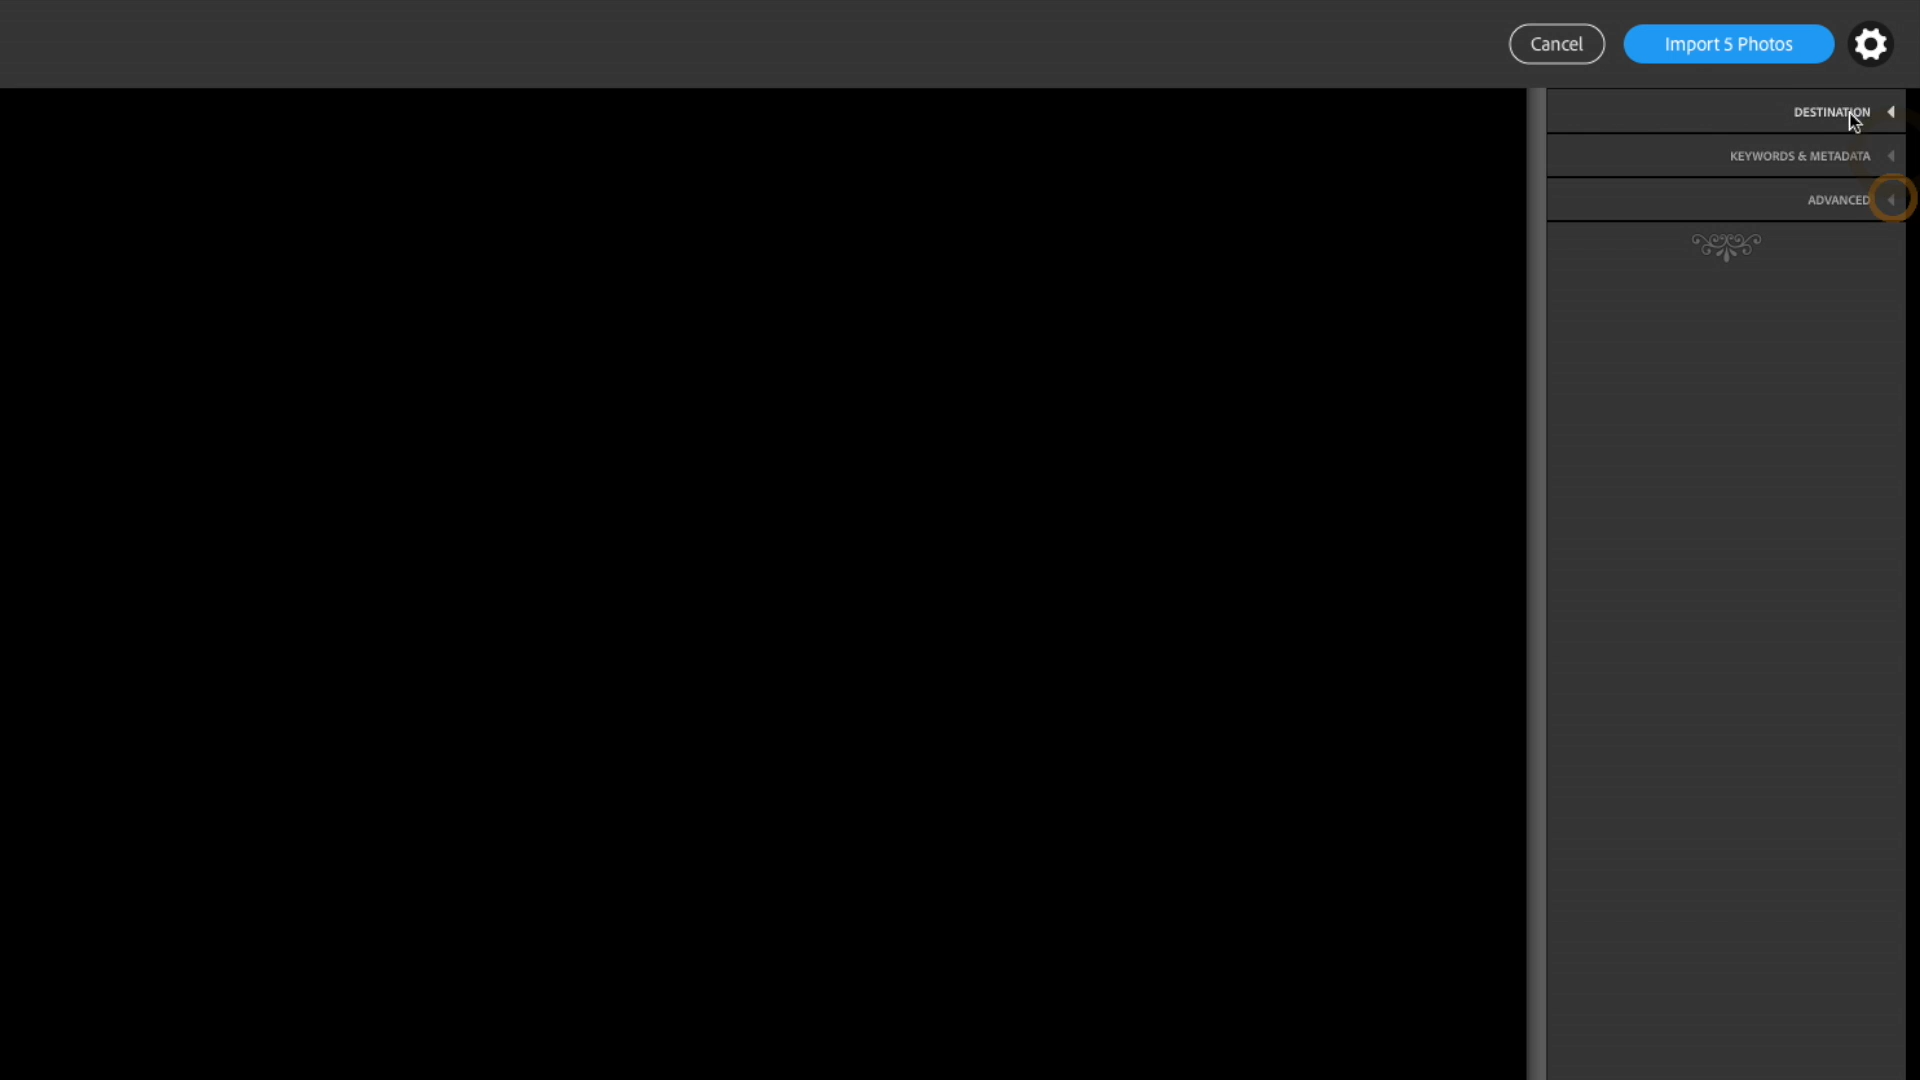 Cancel
Import 5 Photos
DESTINATION
KEYWORDS & METADATA
ADVANCED